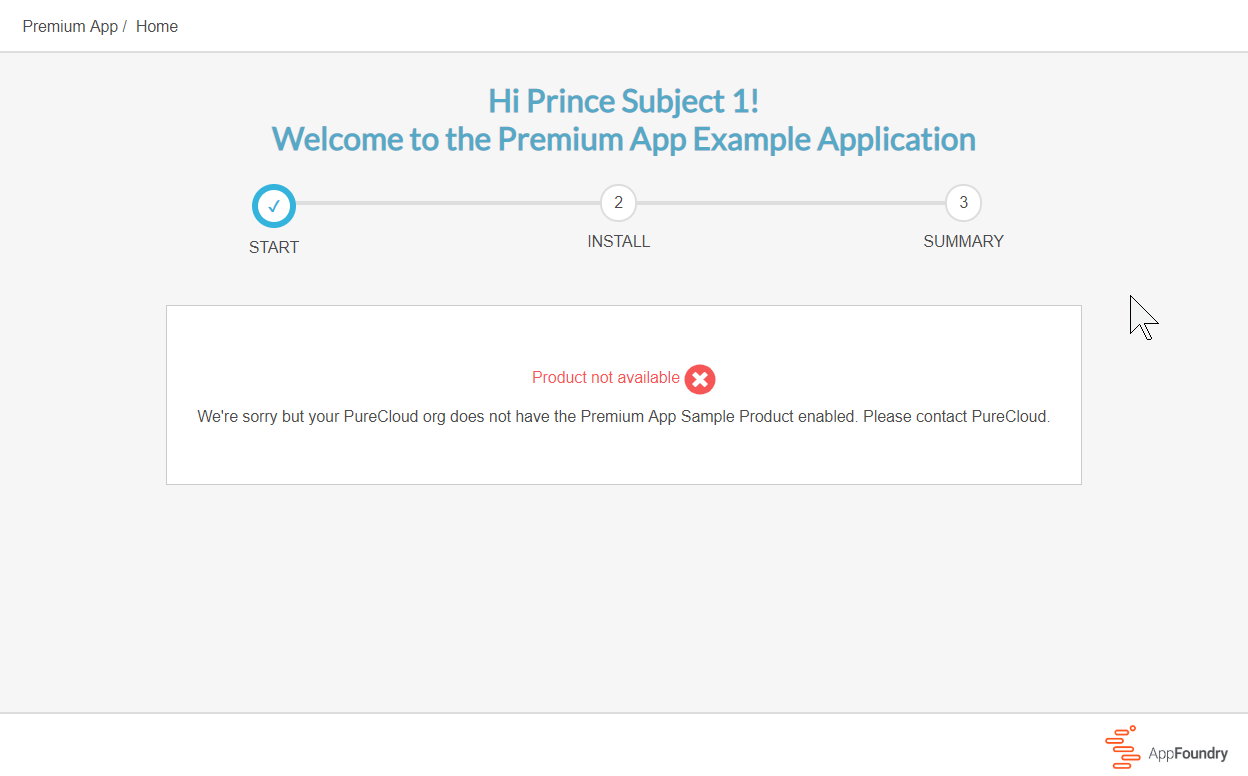 Premium App / Home
Hi Prince Subject 1!
Welcome to the Premium App Example Application
✓ 2 3
START INSTALL SUMMARY
Product not available
We're sorry but your PureCloud org does not have the Premium App Sample Product enabled. Please contact PureCloud.
AppFoundry